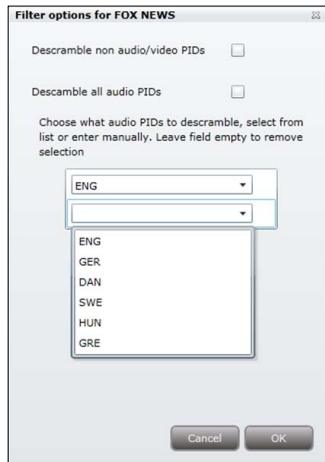 Filter options for FOX NEWS
Descramble non audio/video PIDs
Descamble all audio PIDs
Choose what audio PIDs to descramble, select from
list or enter manually. Leave field empty to remove
selection
ENG
ENG
GER
DAN
SWE
HUN
GRE
Cancel
OK